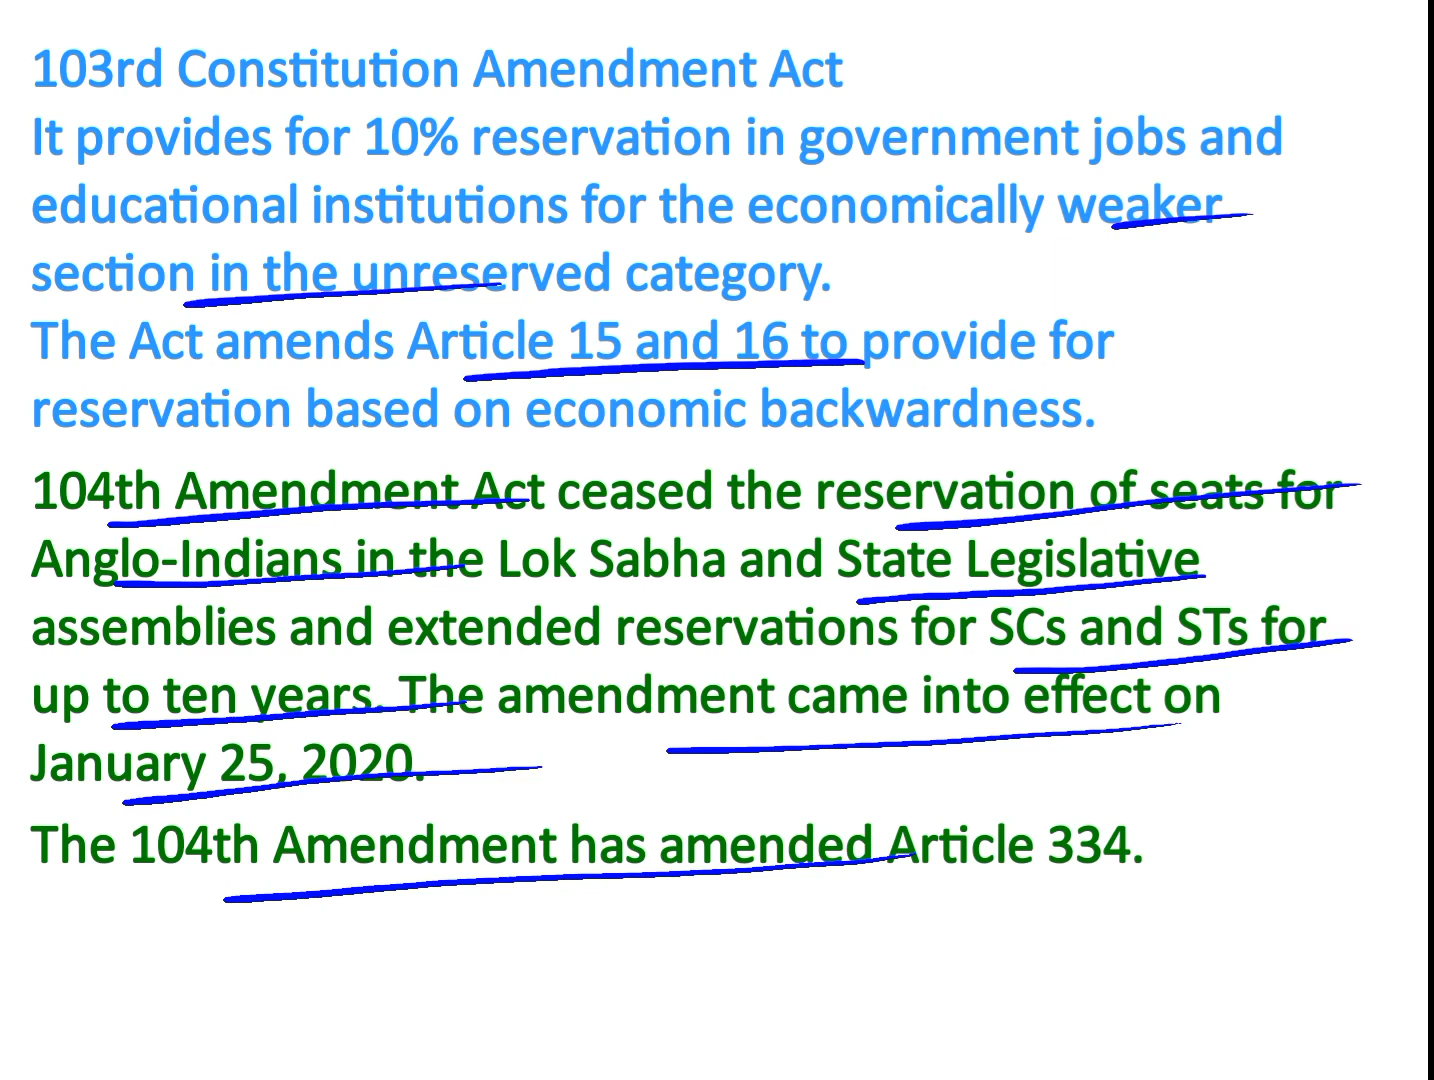 103rd Constitution Amendment Act
It provides for 10% reservation in government jobs and
educational institutions for the economically weaker
section in the unreserved category.
The Act amends Article 15 and 16 to provide for
reservation based on economic backwardness.
104th Amendment Act ceased the reservation of seats for
Anglo-Indians in the Lok Sabha and State Legislative
assemblies and extended reservations for SCs and STs for
up to ten years. The amendment came into effect on
January 25, 2020.
The 104th Amendment has amended Article 334.